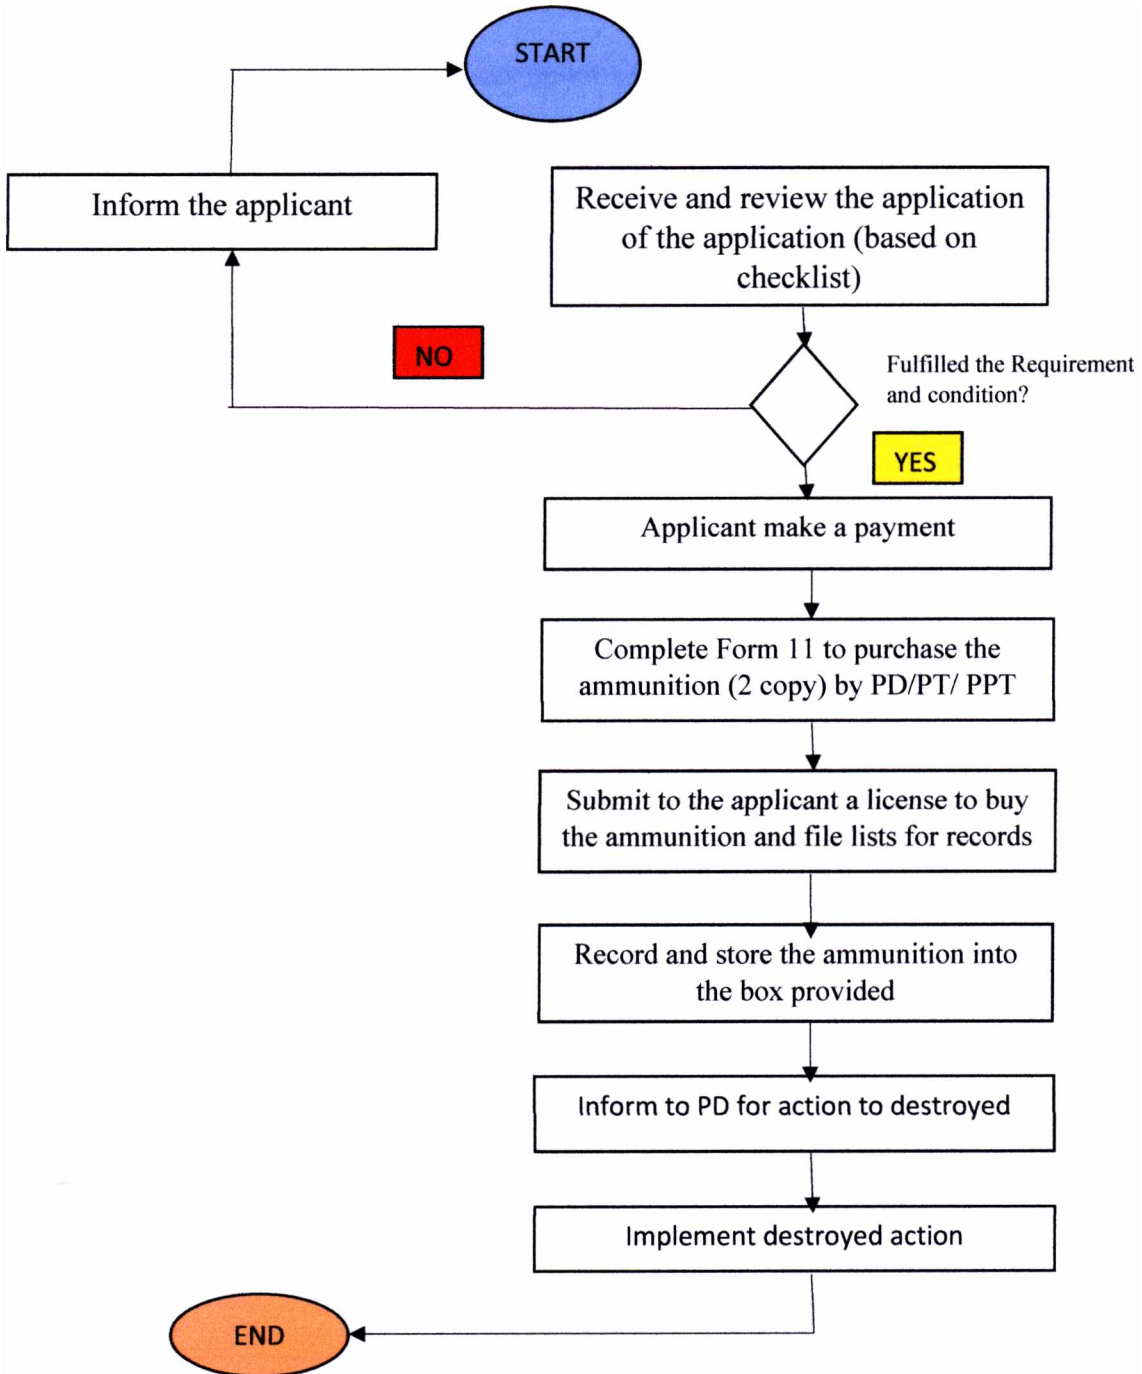 START
Inform the applicant
Receive and review the application
of the application (based on
checklist)
NO
Fulfilled the Requirement
and condition?
YES
Applicant make a payment
Complete Form 11 to purchase the
ammunition (2 copy) by PD/PT/ PPT
Submit to the applicant a license to buy
the ammunition and file lists for records
Record and store the ammunition into
the box provided
Inform to PD for action to destroyed
Implement destroyed action
END